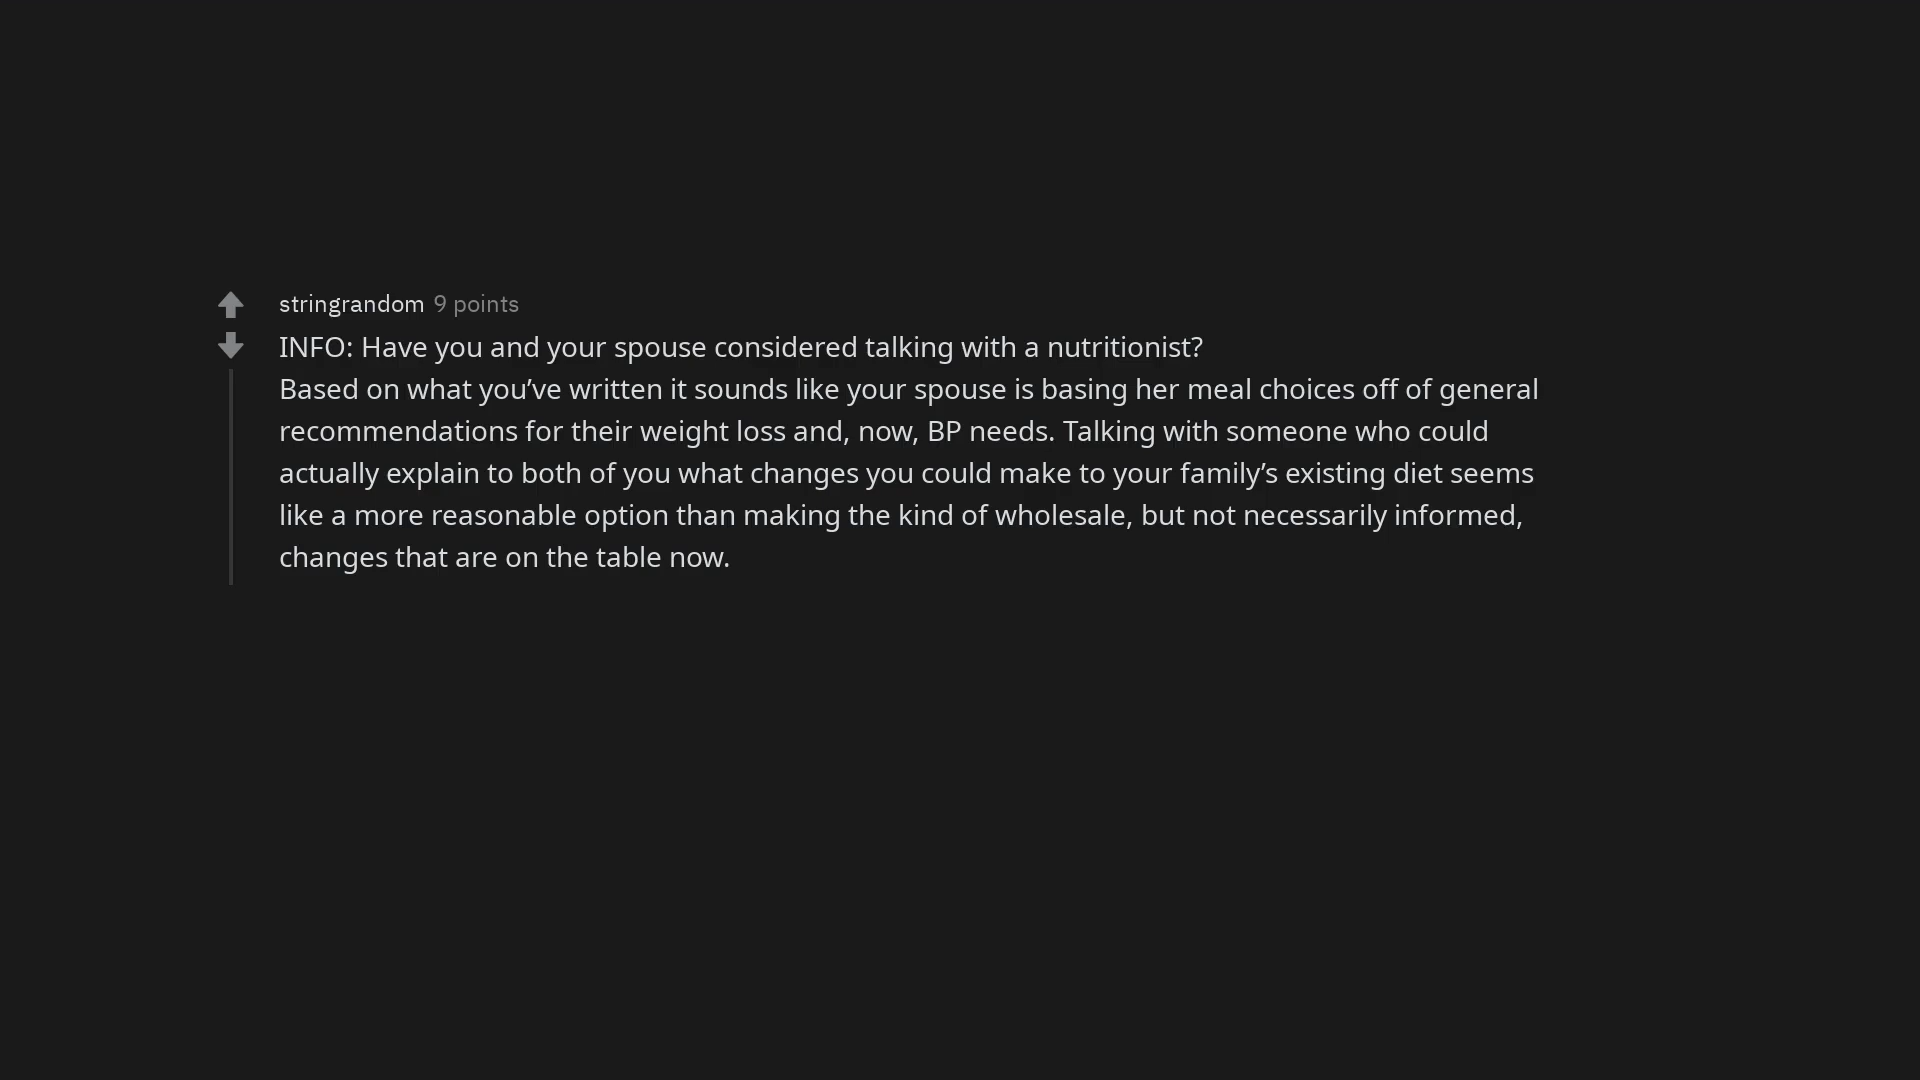 stringrandom 9 points
INFO: Have you and your spouse considered talking with a nutritionist?
Based on what you’ve written it sounds like your spouse is basing her meal choices off of general
recommendations for their weight loss and, now, BP needs. Talking with someone who could
actually explain to both of you what changes you could make to your family’s existing diet seems
like a more reasonable option than making the kind of wholesale, but not necessarily informed,
changes that are on the table now.